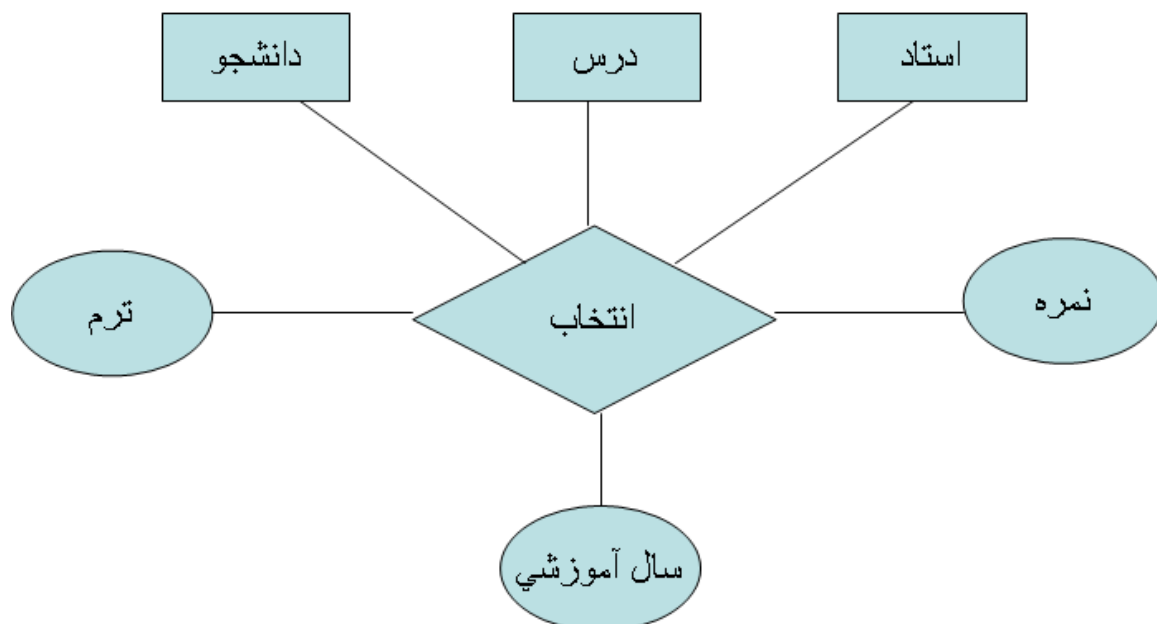 استاد
درس
دانشجو
نمره
انتخاب
ترم
سال آموزشي